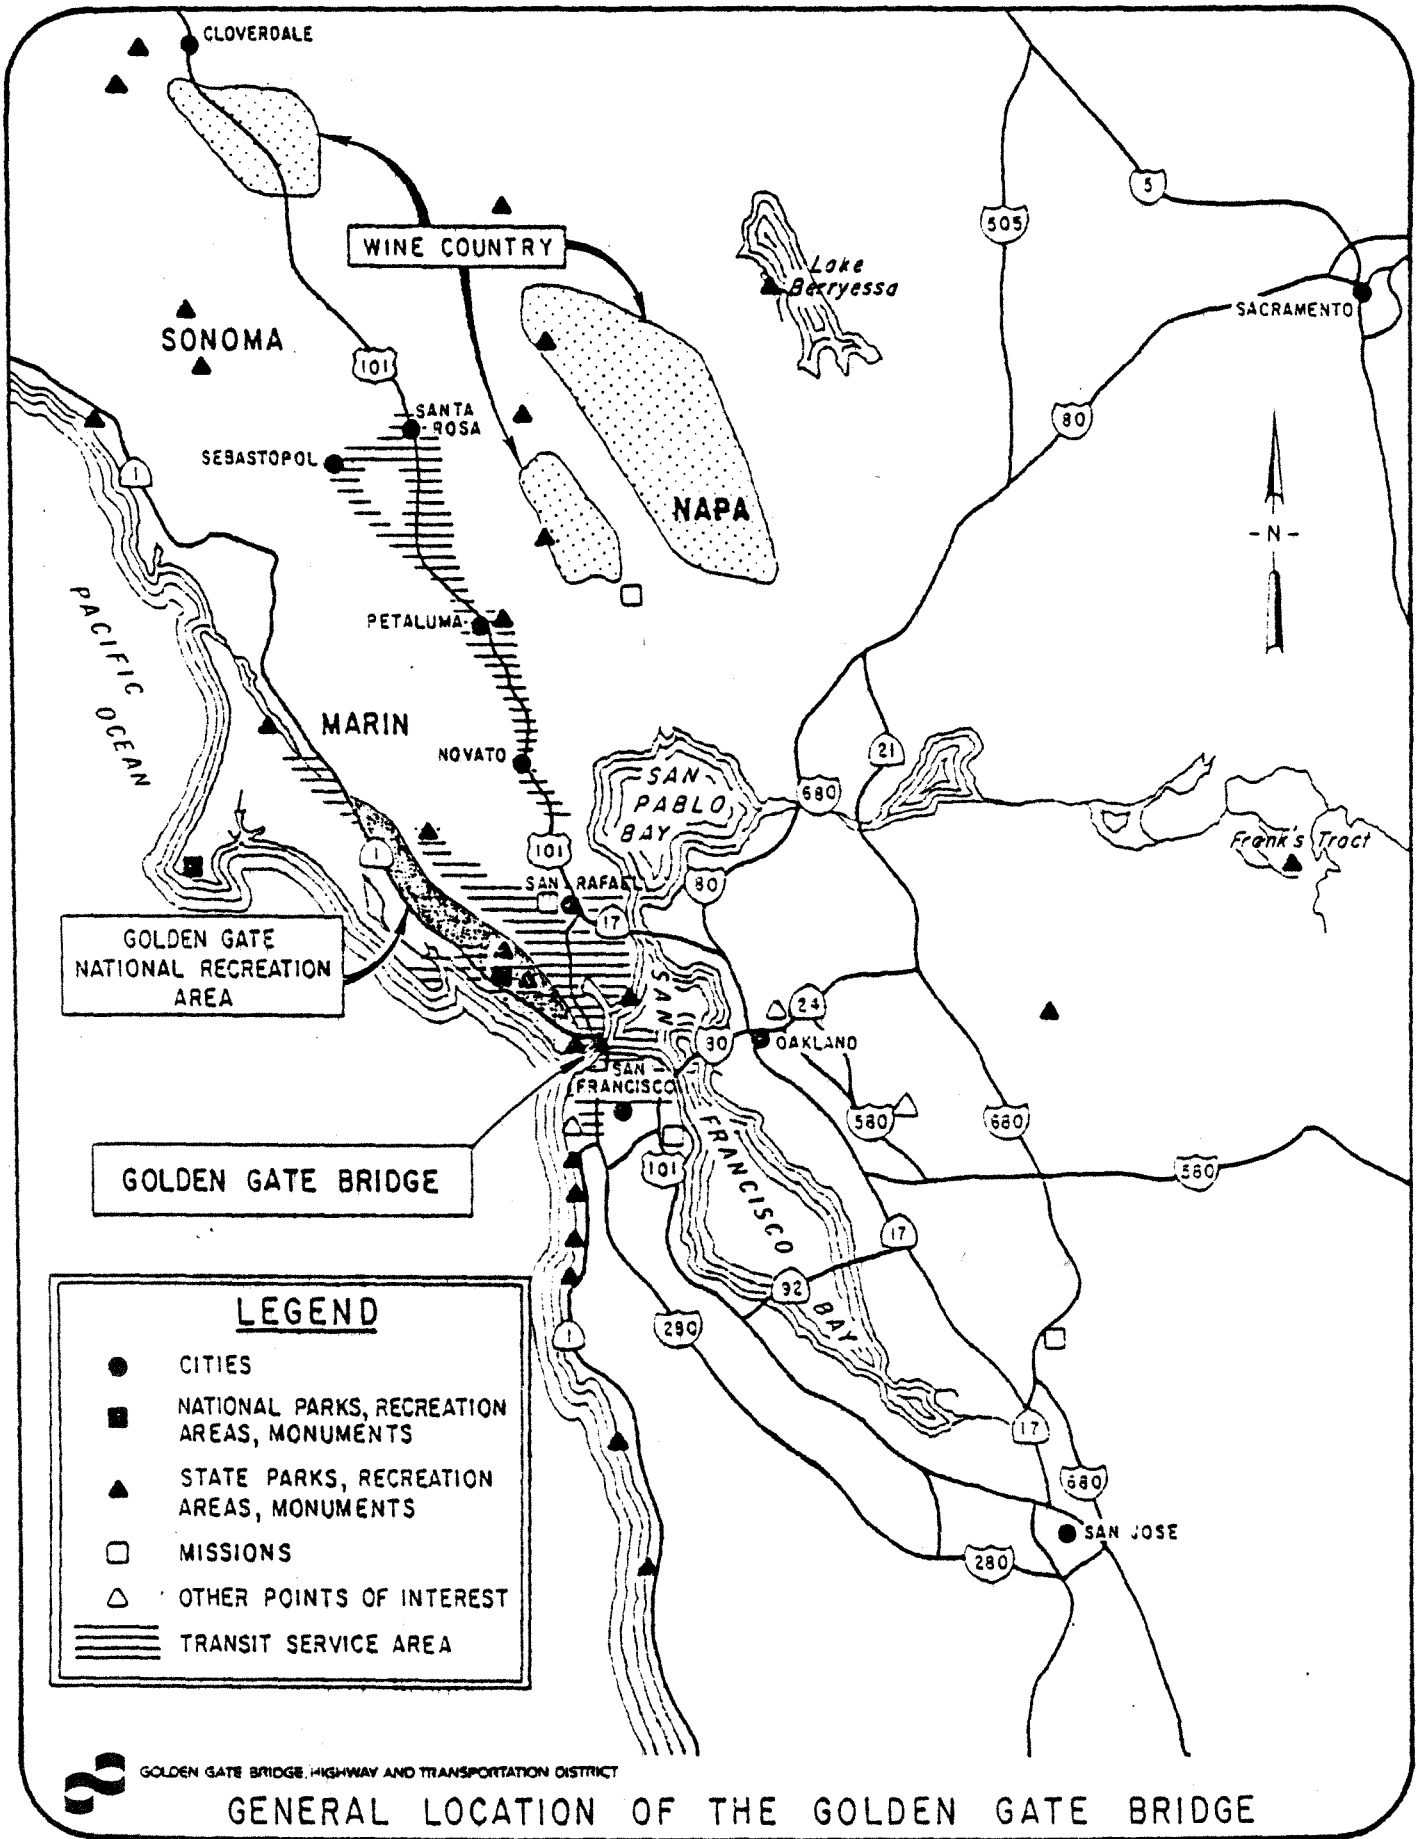 CLOVERDALE
WINE COUNTRY
Lake
Berryessa
505
5
SACRAMENTO
SONOMA
101
80
SANTA
ROSA
SEBASTOPOL
1
NAPA
- N -
PACIFIC
OCEAN
PETALUMA
MARIN
NOVATO
SAN
PABLO
BAY
21
680
101
1
Frank's Tract
SAN RAFAEL
80
17
GOLDEN GATE
NATIONAL RECREATION
AREA
24
80
OAKLAND
SAN
FRANCISCO
580
680
SAN
FRANCISCO
BAY
101
580
GOLDEN GATE BRIDGE
17
92
280
1
17
680
SAN JOSE
280
LEGEND
CITIES
NATIONAL PARKS, RECREATION
AREAS, MONUMENTS
STATE PARKS, RECREATION
AREAS, MONUMENTS
MISSIONS
OTHER POINTS OF INTEREST
TRANSIT SERVICE AREA
GOLDEN GATE BRIDGE, HIGHWAY AND TRANSPORTATION DISTRICT
GENERAL LOCATION OF THE GOLDEN GATE BRIDGE